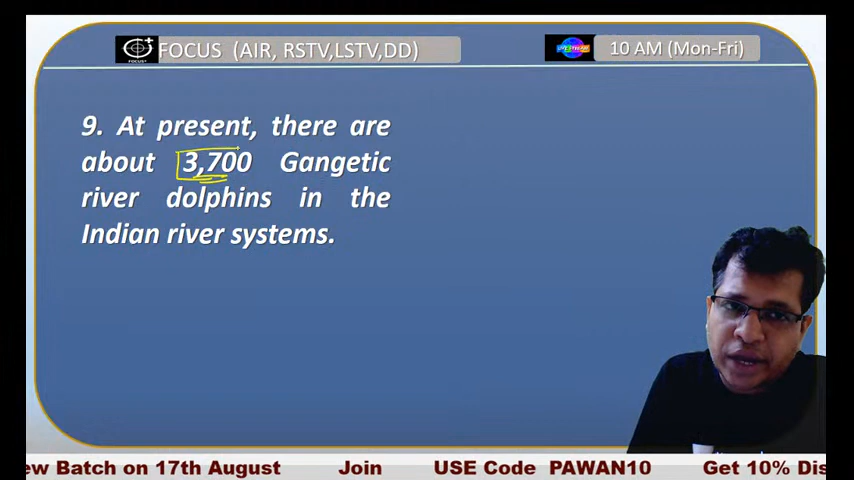 FOCUS (AIR, RSTV,LSTV,DD)
10 AM (Mon-Fri)
9. At present, there are
about 3,700 Gangetic
river dolphins in the
Indian river systems.
ew Batch on 17th August Join USE Code PAWAN10 Get 10% Dis